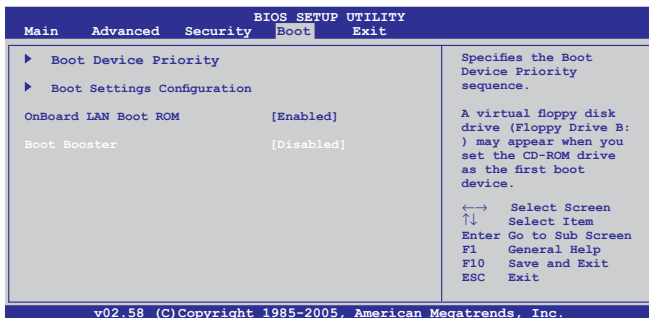 BIOS SETUP UTILITY
Main Advanced Security Boot Exit
Boot Device Priority
Boot Settings Configuration
OnBoard LAN Boot ROM [Enabled]
Boot Booster [Disabled]
Specifies the Boot
Device Priority
sequence.
A virtual floppy disk
drive (Floppy Drive B:
) may appear when you
set the CD-ROM drive
as the first boot
device.
←→ Select Screen
↑↓ Select Item
Enter Go to Sub Screen
F1 General Help
F10 Save and Exit
ESC Exit
v02.58 (C)Copyright 1985-2005, American Megatrends, Inc.